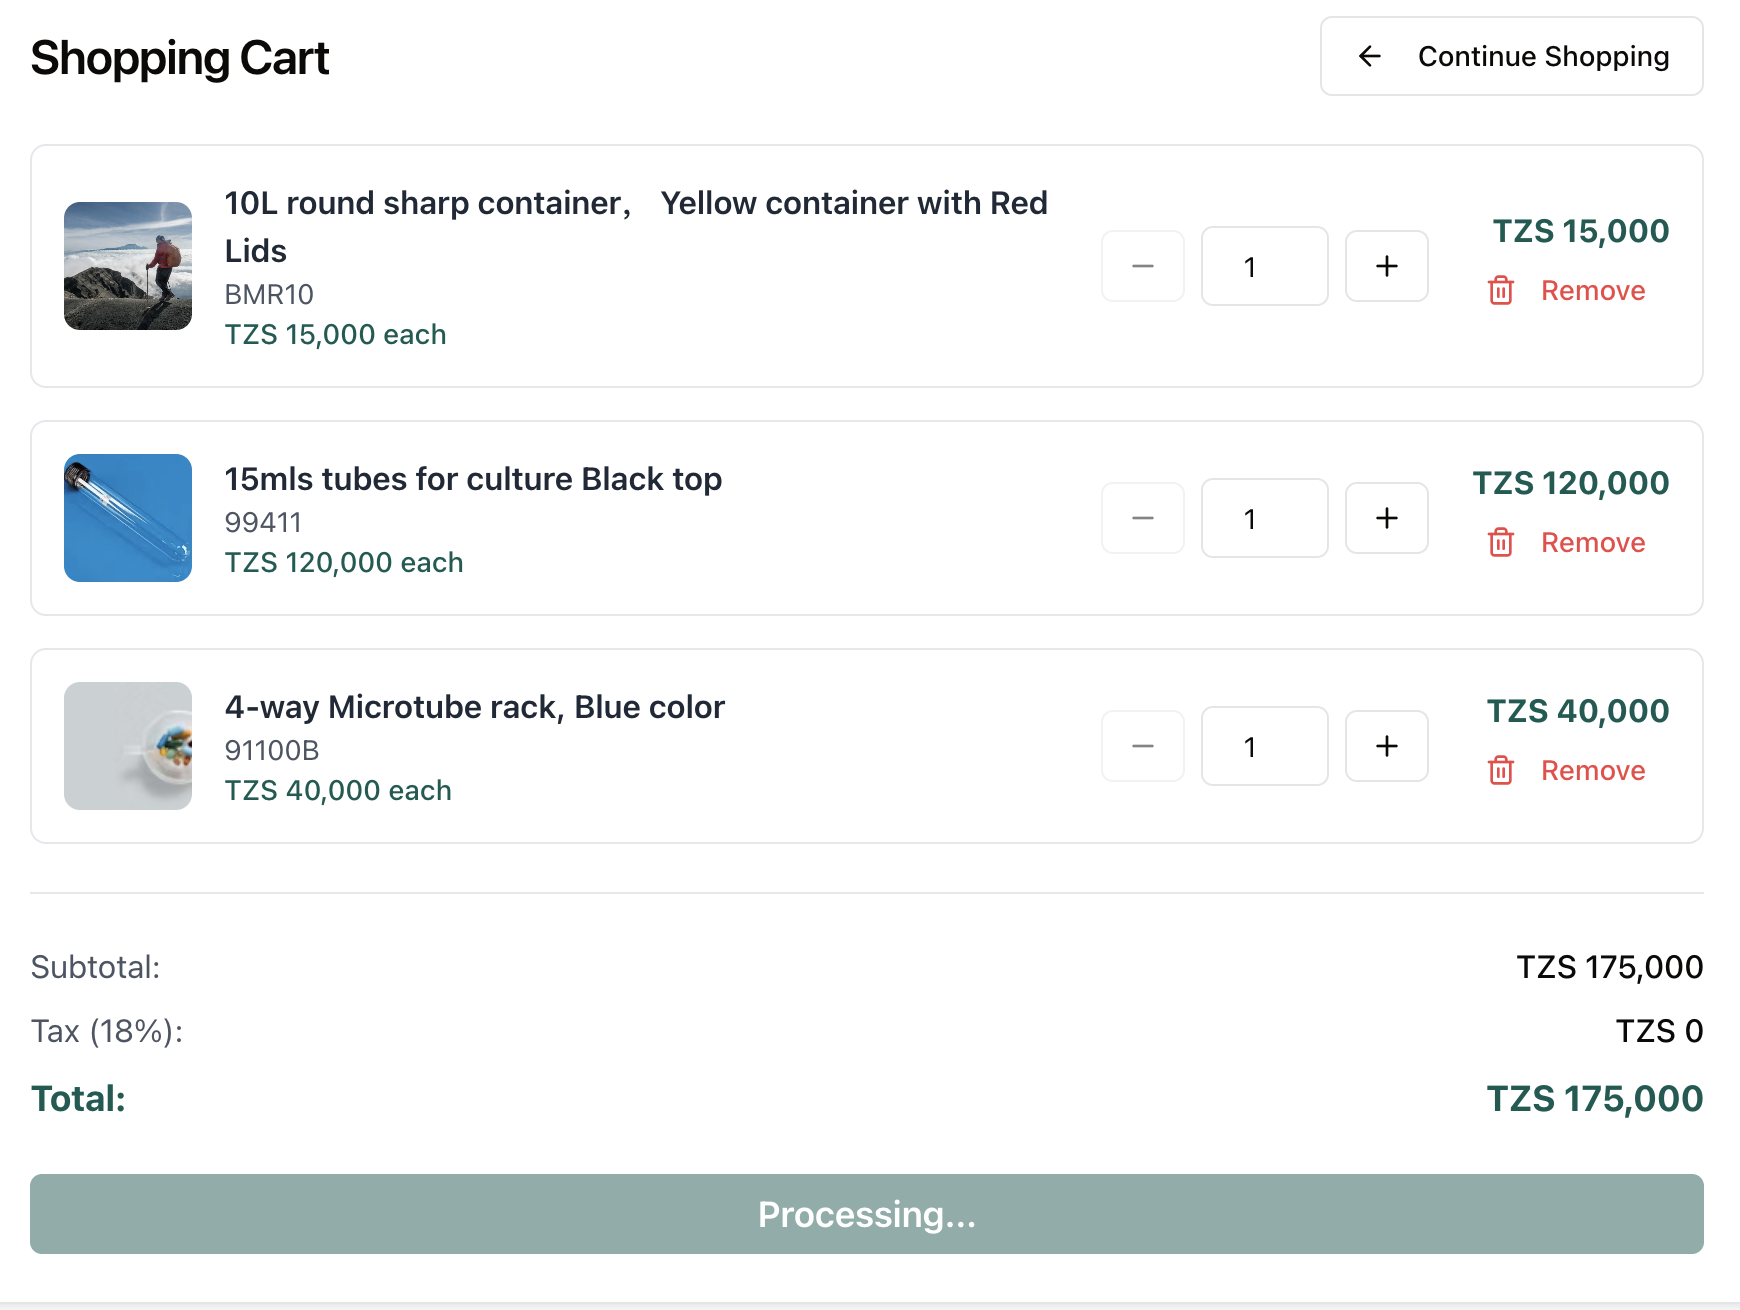 Shopping Cart
← Continue Shopping
10L round sharp container， Yellow container with Red
Lids
BMR10
TZS 15,000 each
1
TZS 15,000
Remove
15mls tubes for culture Black top
99411
TZS 120,000 each
1
TZS 120,000
Remove
4-way Microtube rack, Blue color
91100B
TZS 40,000 each
1
TZS 40,000
Remove
Subtotal: TZS 175,000
Tax (18%): TZS 0
Total: TZS 175,000
Processing...